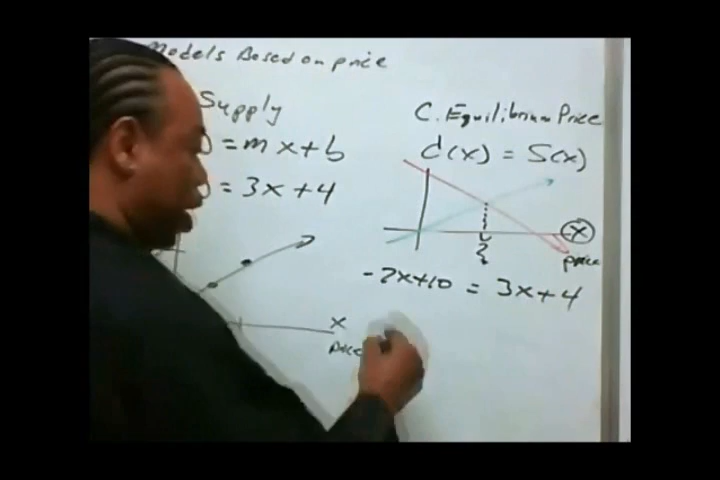 Models Based on price
Supply
= mx+b
= 3x+4
x
price
C. Equilibrium Price
d(x) = S(x)
x
price
-2x+10 = 3x+4